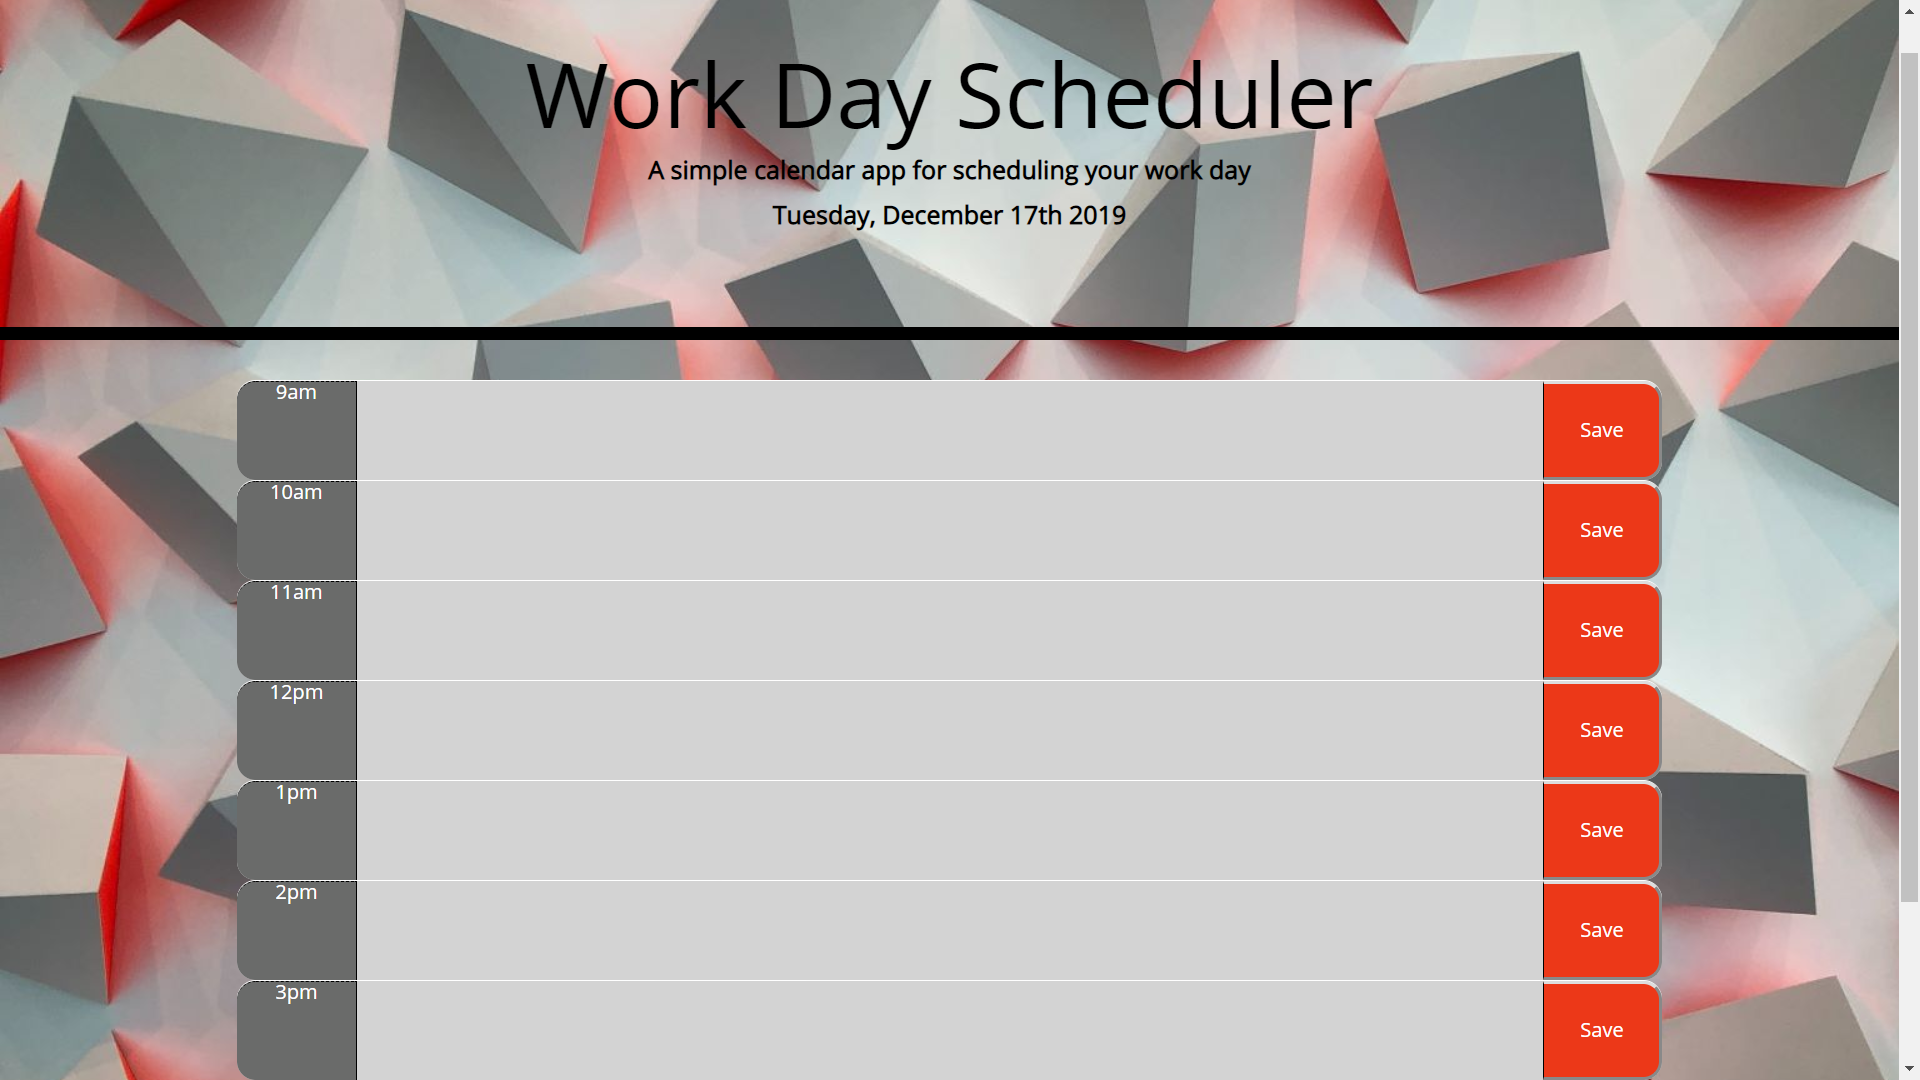 Work Day Scheduler
A simple calendar app for scheduling your work day
Tuesday, December 17th 2019
9am
Save
10am
Save
11am
Save
12pm
Save
1pm
Save
2pm
Save
3pm
Save